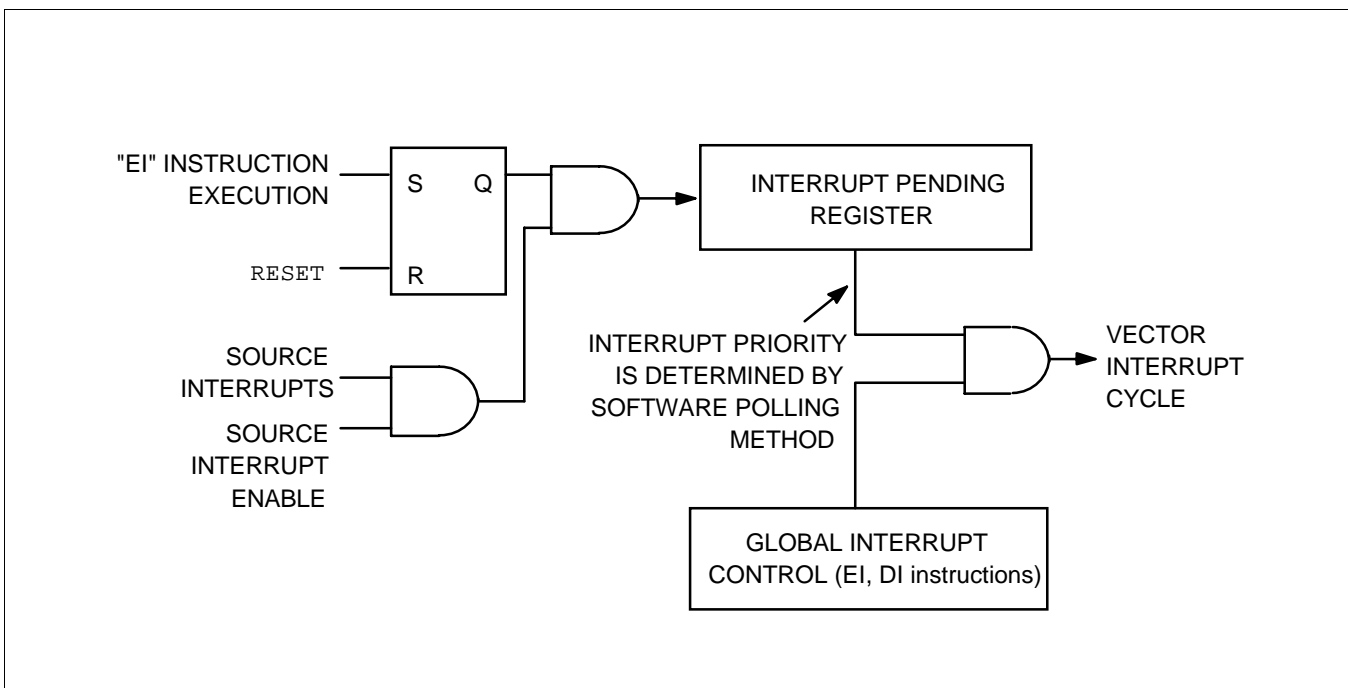 "EI" INSTRUCTION
EXECUTION
S Q
R
RESET
SOURCE
INTERRUPTS
SOURCE
INTERRUPT
ENABLE
INTERRUPT PENDING
REGISTER
INTERRUPT PRIORITY
IS DETERMINED BY
SOFTWARE POLLING
METHOD
VECTOR
INTERRUPT
CYCLE
GLOBAL INTERRUPT
CONTROL (EI, DI instructions)